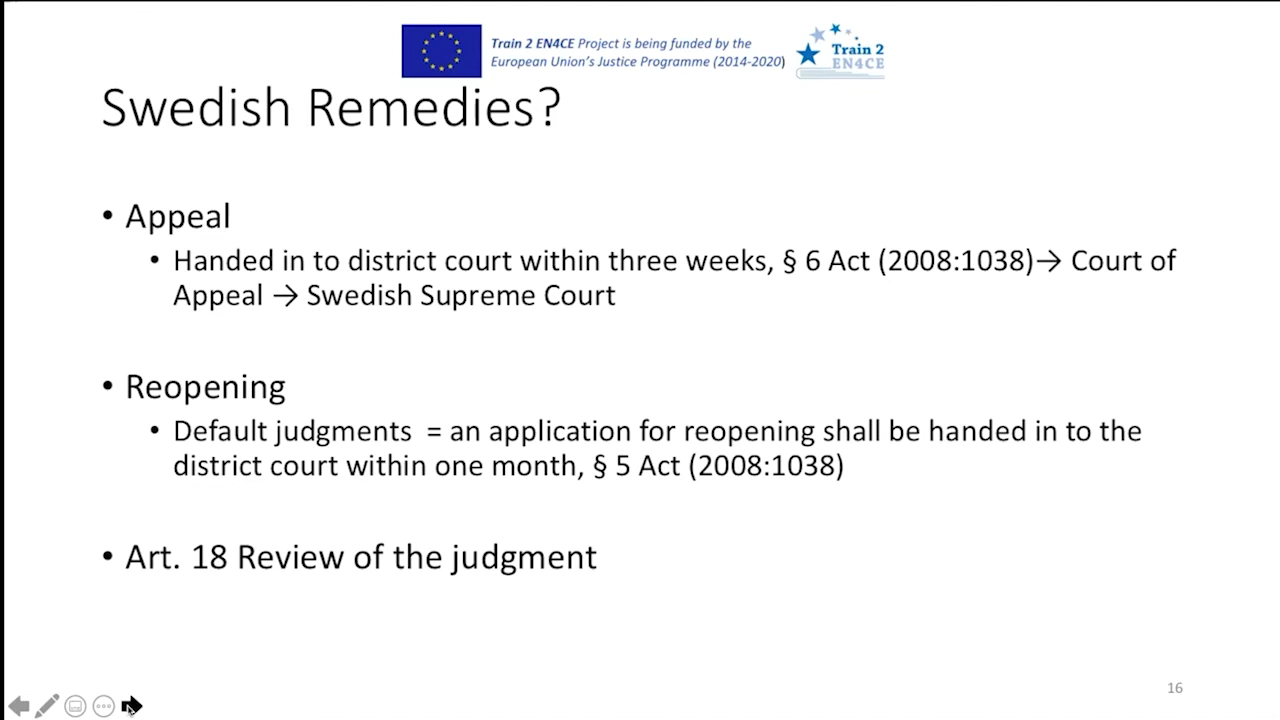 Train 2 EN4CE Project is being funded by the
European Union's Justice Programme (2014-2020)
Train 2
EN4CE
Swedish Remedies?
• Appeal
• Handed in to district court within three weeks, § 6 Act (2008:1038)→ Court of
Appeal → Swedish Supreme Court
• Reopening
• Default judgments = an application for reopening shall be handed in to the
district court within one month, § 5 Act (2008:1038)
• Art. 18 Review of the judgment
16